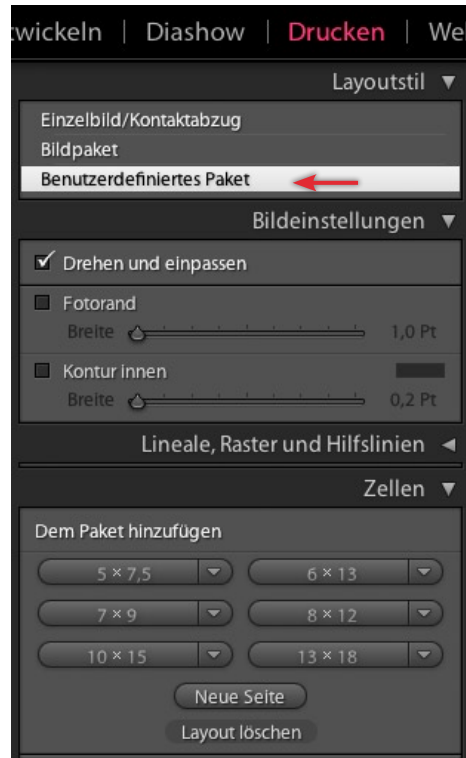 wickeln | Diashow | Drucken | We
Layoutstil
Einzelbild/Kontaktabzug
Bildpaket
Benutzerdefiniertes Paket
Bildeinstellungen
Drehen und einpassen
Fotorand
Breite 1,0 Pt
Kontur innen
Breite 0,2 Pt
Lineale, Raster und Hilfslinien
Zellen
Dem Paket hinzufügen
5 × 7,5 6 × 13
7 × 9 8 × 12
10 × 15 13 × 18
Neue Seite
Layout löschen